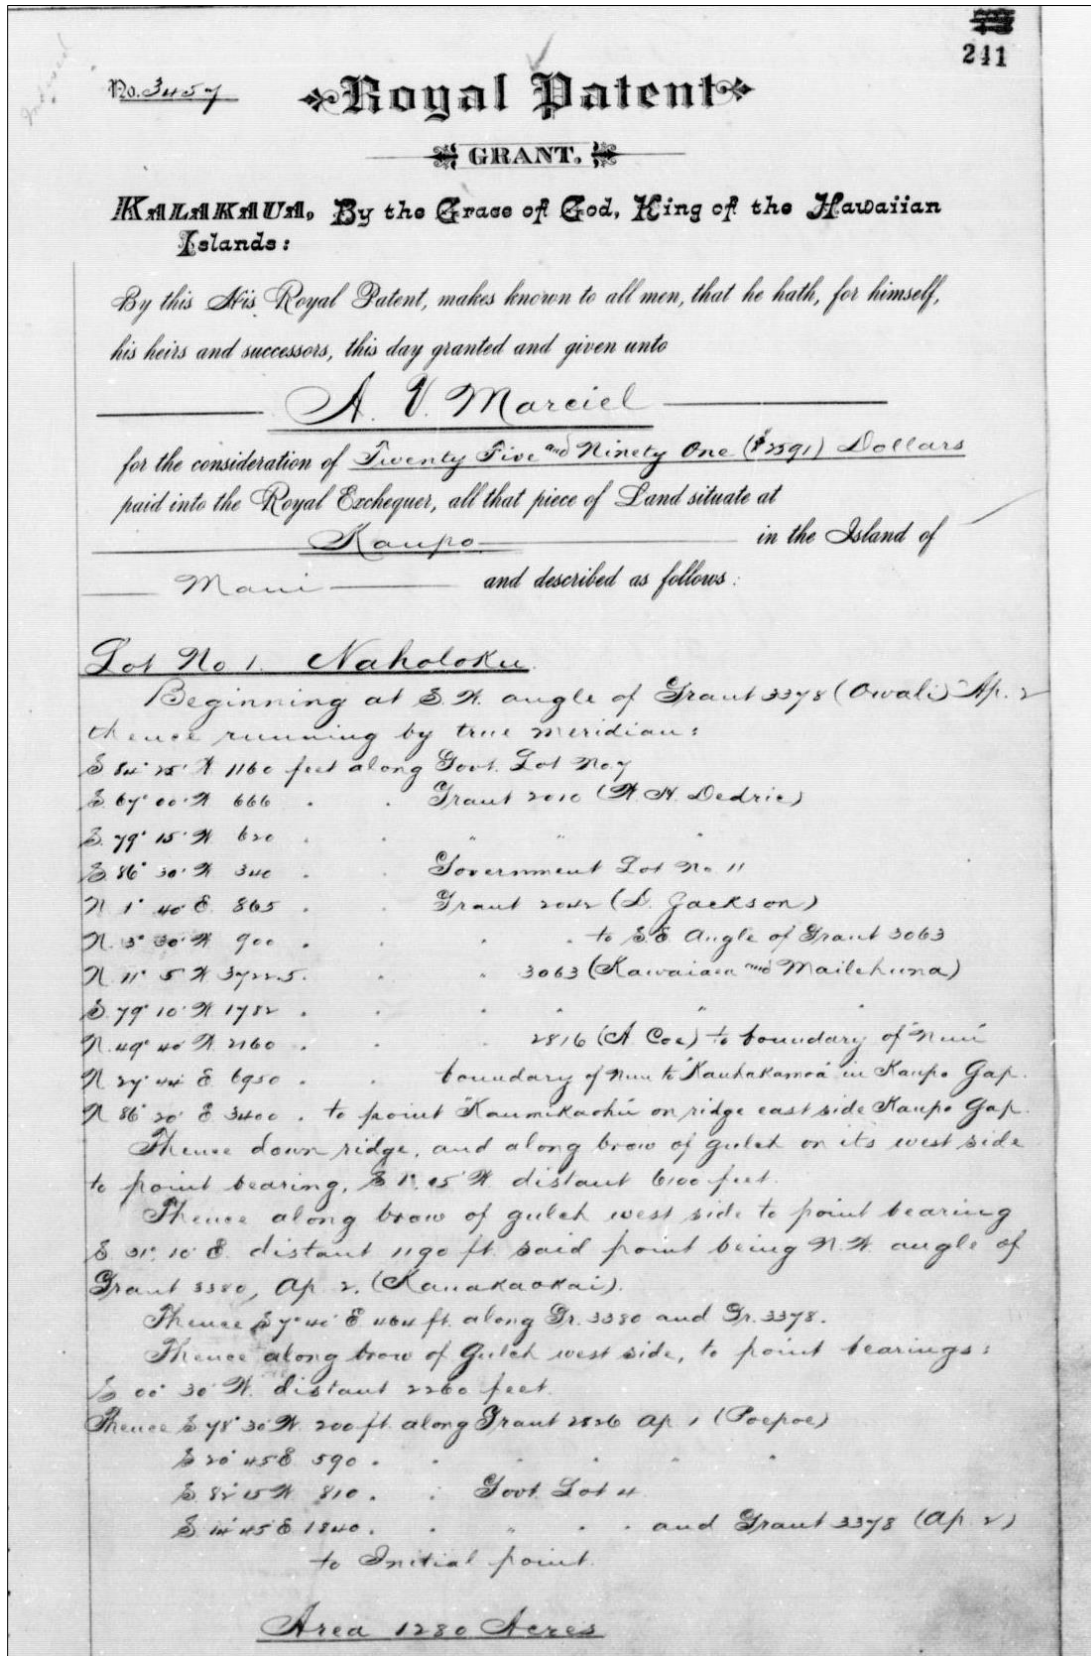 241
No. 3457
Royal Patent
GRANT.
KALAKAUA, By the Grace of God, King of the Hawaiian
Islands:
By this His Royal Patent, makes known to all men, that he hath, for himself,
his heirs and successors, this day granted and given unto
A. V. Marciel
for the consideration of Twenty Five and Ninety One ($2591) Dollars
paid into the Royal Exchequer, all that piece of Land situate at
Kaupo in the Island of
Maui and described as follows:
Lot No 1. Naholoku.
Beginning at S.W. angle of Grant 3378 (Owali) Ap. 2
thence running by true meridian:
S 84° 25' W 1160 feet along Govt. Lot No. 7
S. 67° 00' W 666 . . Grant 2010 (W. H. Dedric)
S. 79° 15' W. 620 . . " " "
S. 86° 30' W 340 . . Government Lot No 11
N 1° 40' E. 865 . . Grant 2042 (D. Jackson)
N. 3° 30' W 900 . . . . to S.E Angle of Grant 3063
N. 11° 5' W 3722.5. . " 3063 (Kawaiaea and Mailehuna)
S. 79° 10' W 1782 . . . " " "
N. 49° 40' W 2160 . . . 2816 (A. Coe) to boundary of "Nuu"
N 27° 44' E. 6950 . . boundary of Nuu to "Kauhakamoa" in Kaupo Gap.
N 86° 20' E 3400 . to point "Kaumikaohu" on ridge east side Kaupo Gap.
Thence down ridge, and along brow of gulch on its west side
to point bearing, S 1°, 15' W distant 6100 feet.
Thence along brow of gulch west side to point bearing
S 31°, 10' E. distant 1190 ft. said point being N.W. angle of
Grant 3380, Ap. 2. (Kanakaokai).
Thence S 7° 40' E 464 ft. along Gr. 3380 and Gr. 3378.
Thence along brow of Gulch west side, to point bearings:
S 00° 30' W. distant 2260 feet.
Thence S 78° 30' W. 200 ft. along Grant 2826 Ap 1 (Poepoe)
S 20° 45' E 590 . . " " " "
S. 82° 15' W 810 . . Govt. Lot 4
S 14° 45' E 1840. . " . . and Grant 3378 (Ap. 2)
to Initial point.
Area 1280 Acres